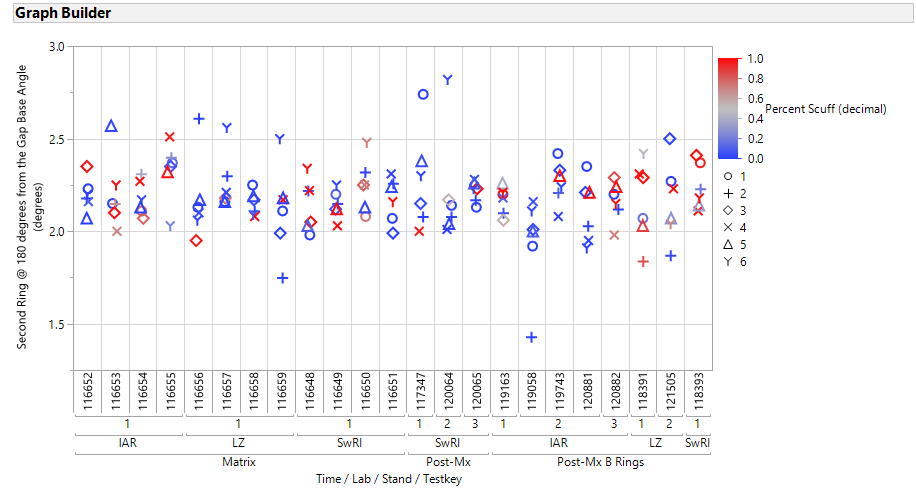 Graph Builder
Second Ring @ 180 degrees from the Gap Base Angle
(degrees)
3.0
2.5
2.0
1.5
1.0
0.8
0.6
0.4
0.2
0.0
Percent Scuff (decimal)
1
2
3
4
5
6
116652 116653 116654 116655 116656 116657 116658 116659 116648 116649 116650 116651 117347 120064 120065 119163 119058 119743 120881 120882 118391 121505 118393
1 1 1 1 2 3 1 2 3 1 2 1
IAR LZ SwRI SwRI IAR LZ SwRI
Matrix Post-Mx Post-Mx B Rings
Time / Lab / Stand / Testkey